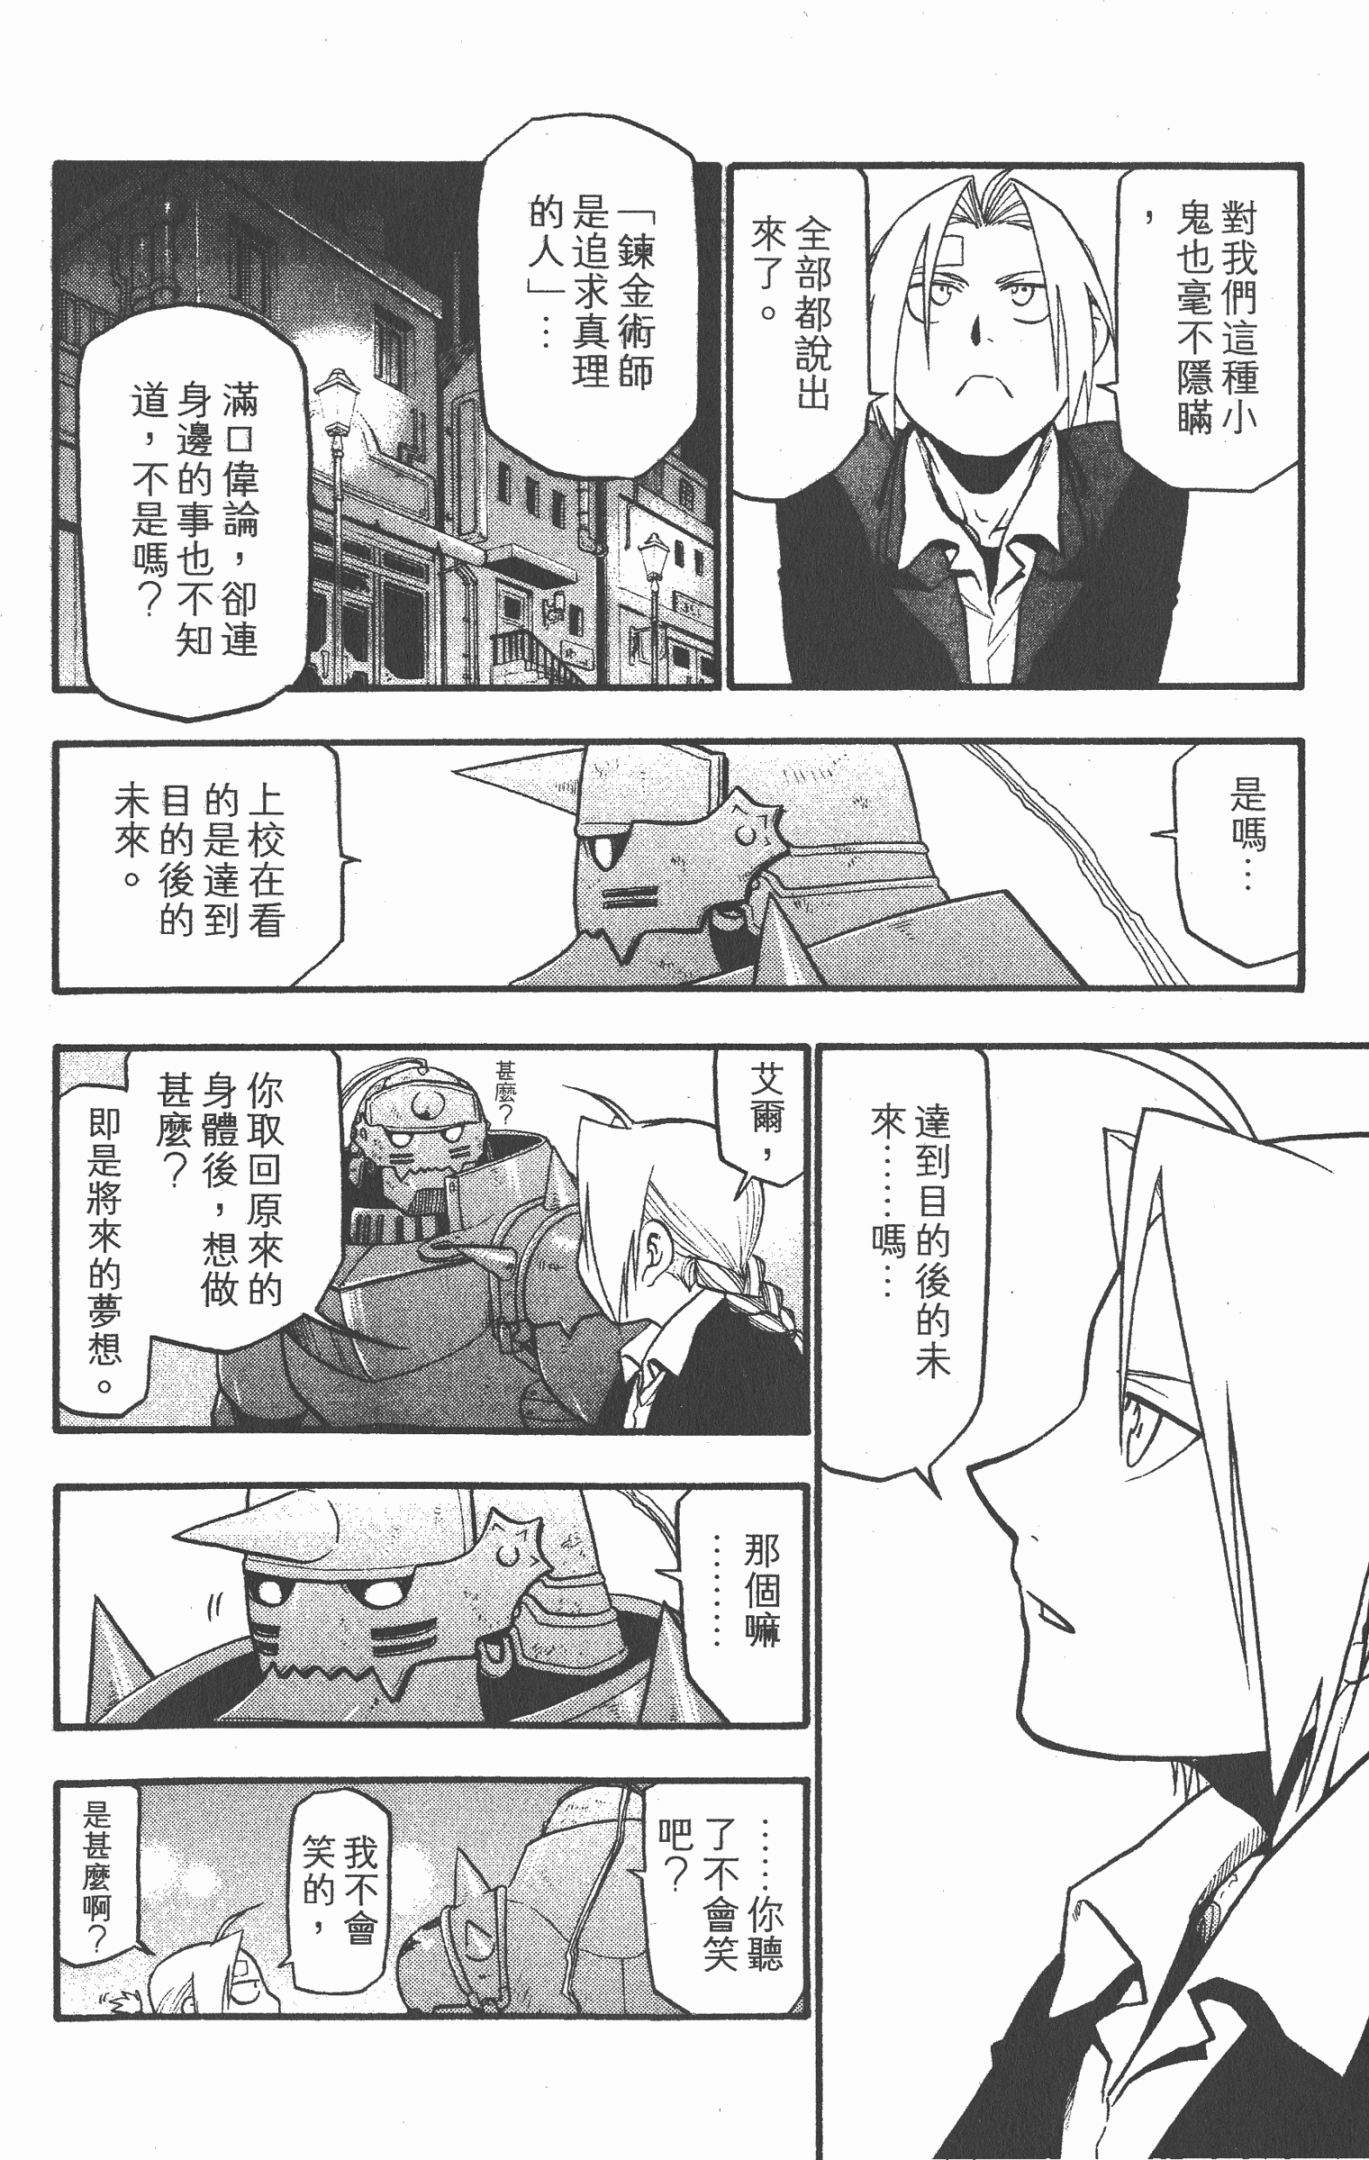 對我們這種小
鬼也毫不隱瞞
，
全部都說出
來了。
「鍊金術師
是追求真理
的人」…
滿口偉論，卻連
身邊的事也不知
道，不是嗎？
是嗎…
上校在看
的是達到
目的後的
未來。
達到目的後的未
來……嗎…
艾爾，
甚麼？
你取回原來的
身體後，想做
甚麼？
即是將來的夢想。
那個嘛
………
……你聽
了不會笑
吧？
我不會
笑的，
是甚麼啊？